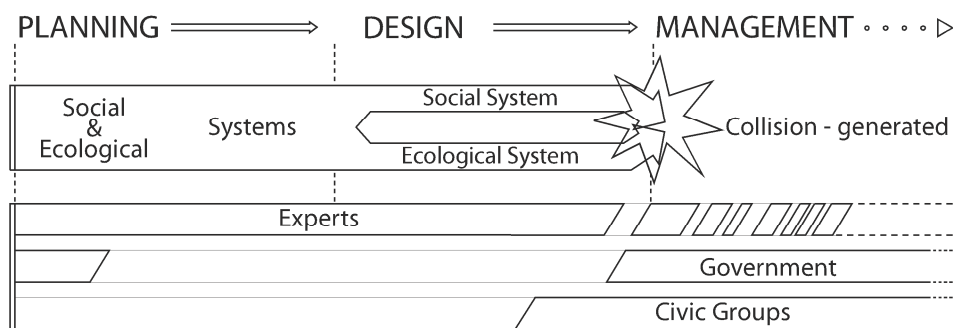 PLANNING DESIGN MANAGEMENT
Social System
Social
&
Ecological
Systems
Collision - generated
Ecological System
Experts
Government
Civic Groups